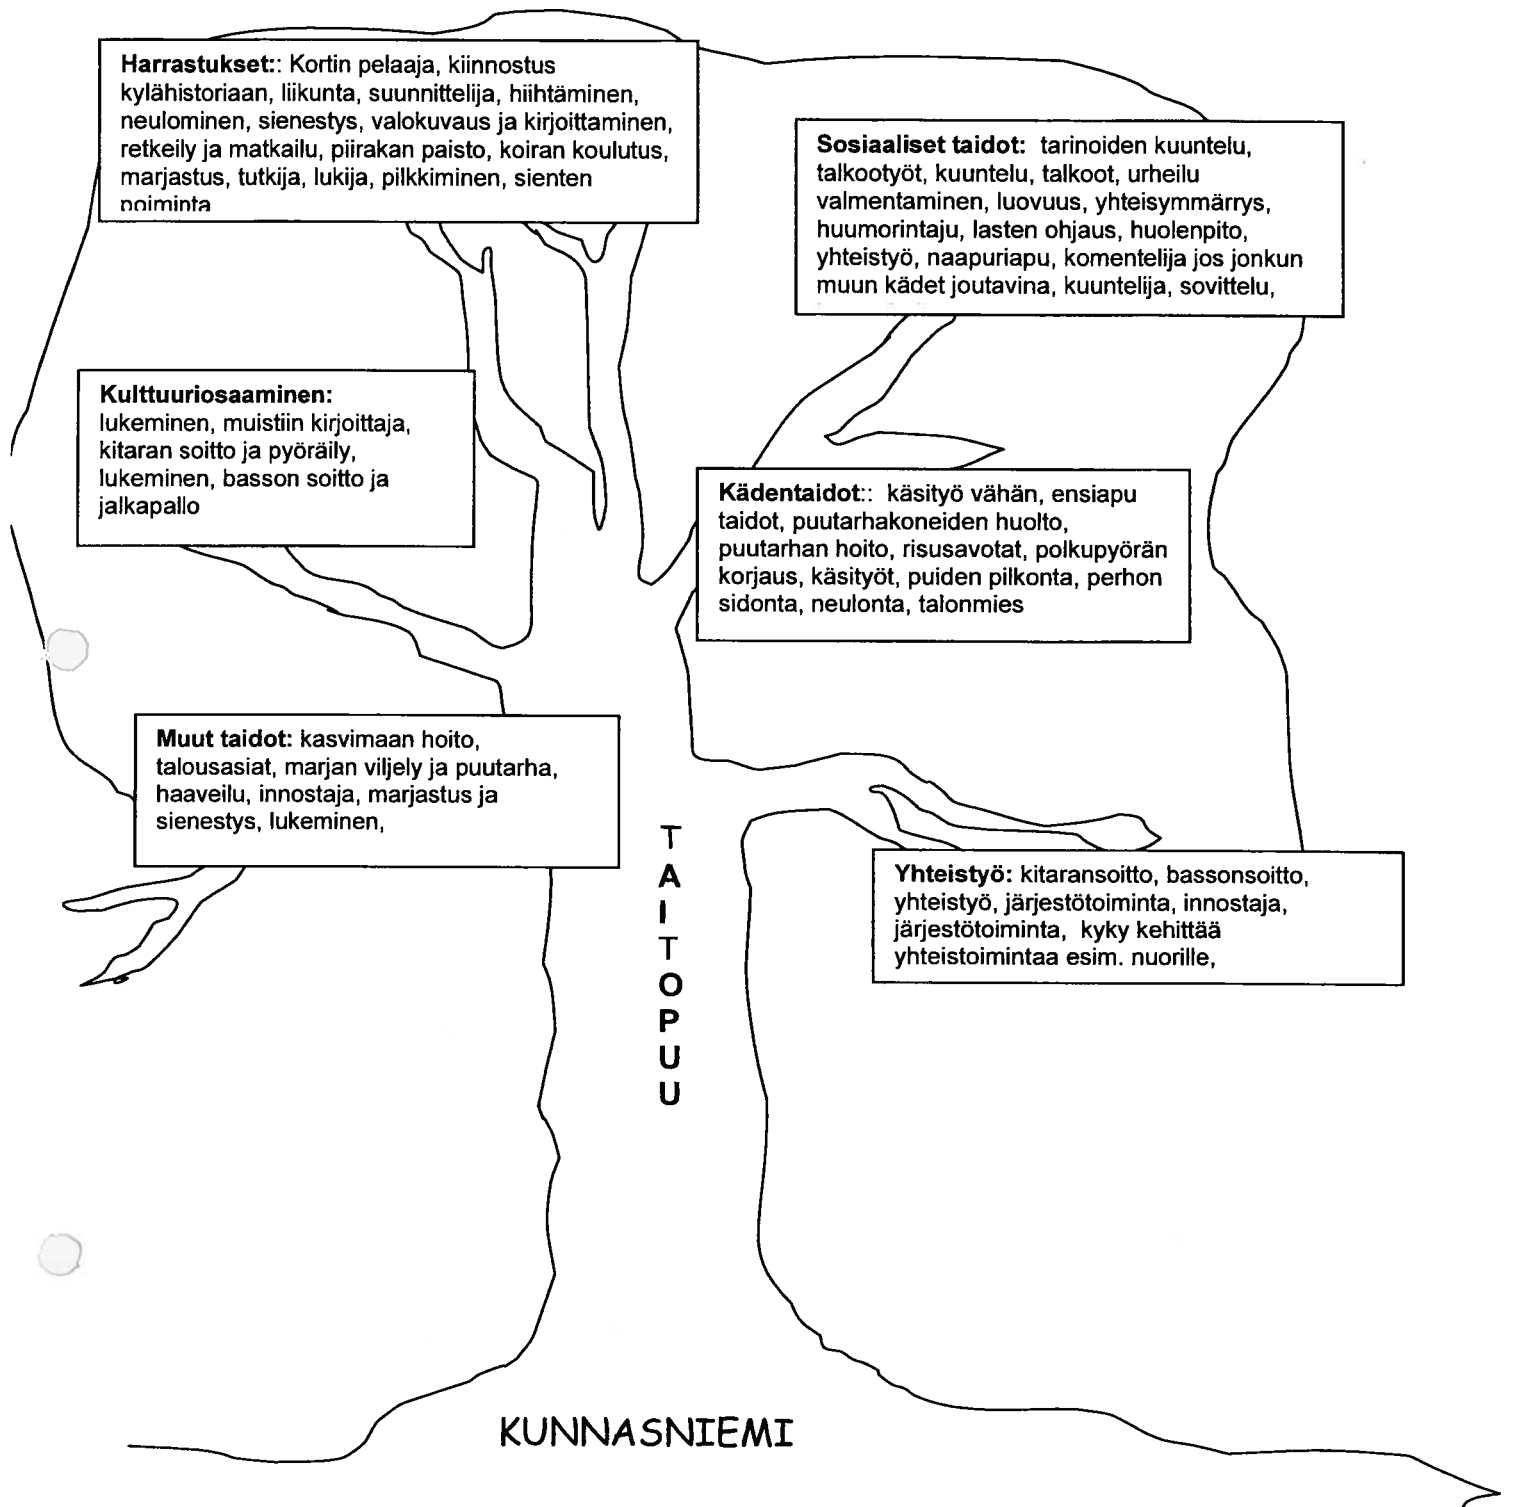 Harrastukset:: Kortin pelaaja, kiinnostus
kylähistoriaan, liikunta, suunnittelija, hiihtäminen,
neulominen, sienestys, valokuvaus ja kirjoittaminen,
retkeily ja matkailu, piirakan paisto, koiran koulutus,
marjastus, tutkija, lukija, pilkkiminen, sienten
poiminta
Sosiaaliset taidot: tarinoiden kuuntelu,
talkootyöt, kuuntelu, talkoot, urheilu
valmentaminen, luovuus, yhteisymmärrys,
huumorintaju, lasten ohjaus, huolenpito,
yhteistyö, naapuriapu, komentelija jos jonkun
muun kädet joutavina, kuuntelija, sovittelu,
Kulttuuriosaaminen:
lukeminen, muistiin kirjoittaja,
kitaran soitto ja pyöräily,
lukeminen, basson soitto ja
jalkapallo
Kädentaidot:: käsityö vähän, ensiapu
taidot, puutarhakoneiden huolto,
puutarhan hoito, risusavotat, polkupyörän
korjaus, käsityöt, puiden pilkonta, perhon
sidonta, neulonta, talonmies
Muut taidot: kasvimaan hoito,
talousasiat, marjan viljely ja puutarha,
haaveilu, innostaja, marjastus ja
sienestys, lukeminen,
Yhteistyö: kitaransoitto, bassonsoitto,
yhteistyö, järjestötoiminta, innostaja,
järjestötoiminta, kyky kehittää
yhteistoimintaa esim. nuorille,
T
A
I
T
O
P
U
U
KUNNASNIEMI